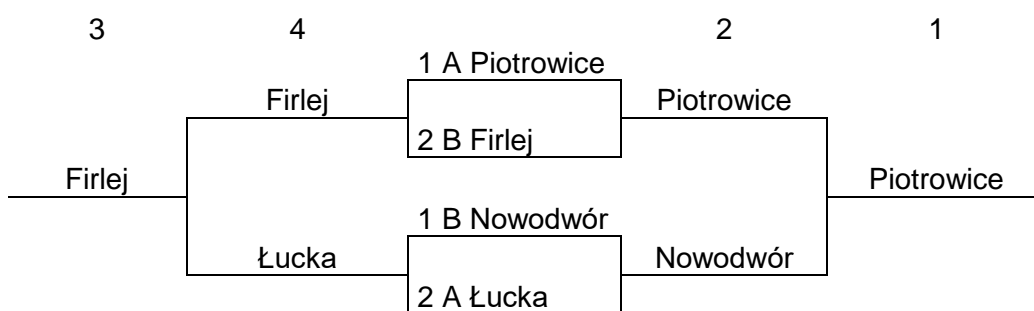 3 4 2 1
1 A Piotrowice
Firlej Piotrowice
2 B Firlej
Firlej Piotrowice
1 B Nowodwór
Łucka Nowodwór
2 A Łucka